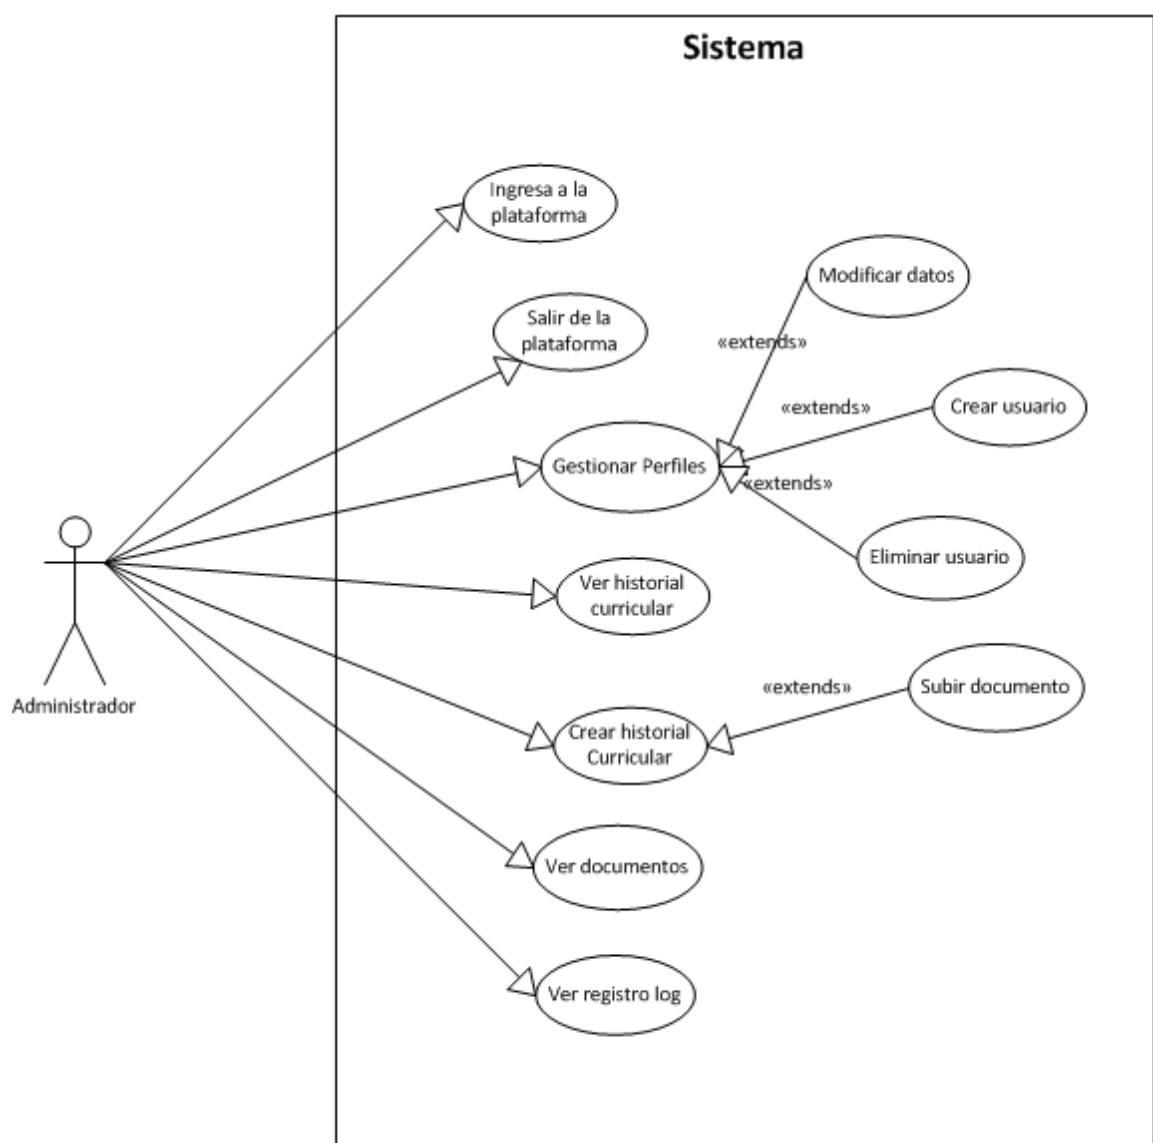 Sistema
Ingresa a la
plataforma
Modificar datos
Salir de la
plataforma
«extends»
«extends»
Crear usuario
Gestionar Perfiles
«extends»
Eliminar usuario
Ver historial
curricular
Administrador
«extends»
Subir documento
Crear historial
Curricular
Ver documentos
Ver registro log